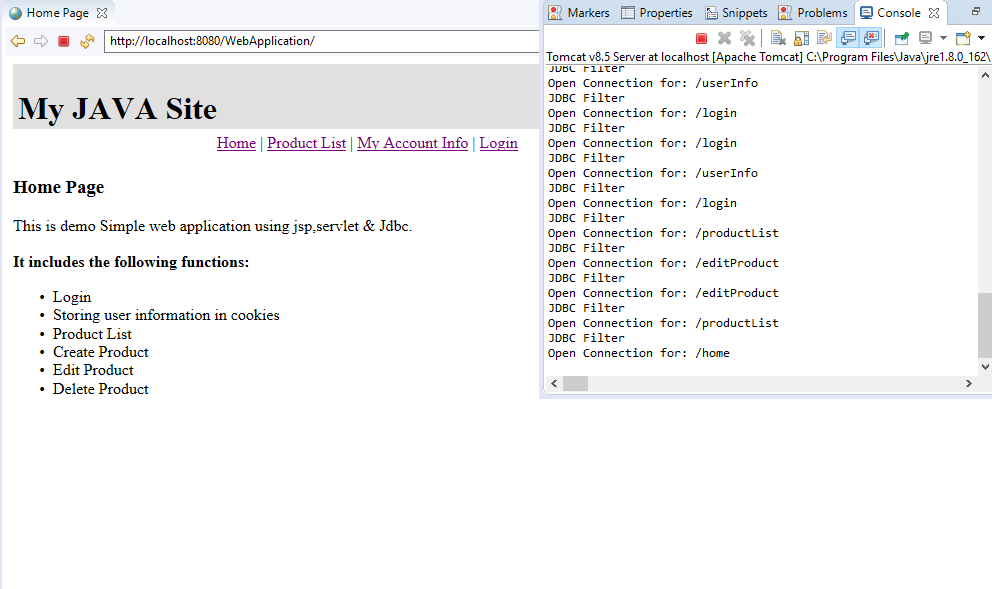 Home Page
http://localhost:8080/WebApplication/
My JAVA Site
Home | Product List | My Account Info | Login
Home Page
This is demo Simple web application using jsp,servlet & Jdbc.
It includes the following functions:
• Login
• Storing user information in cookies
• Product List
• Create Product
• Edit Product
• Delete Product
Markers Properties Snippets Problems Console
Tomcat v8.5 Server at localhost [Apache Tomcat] C:\Program Files\Java\jre1.8.0_162\
JDBC Filter
Open Connection for: /userInfo
JDBC Filter
Open Connection for: /login
JDBC Filter
Open Connection for: /login
JDBC Filter
Open Connection for: /userInfo
JDBC Filter
Open Connection for: /login
JDBC Filter
Open Connection for: /productList
JDBC Filter
Open Connection for: /editProduct
JDBC Filter
Open Connection for: /editProduct
JDBC Filter
Open Connection for: /productList
JDBC Filter
Open Connection for: /home